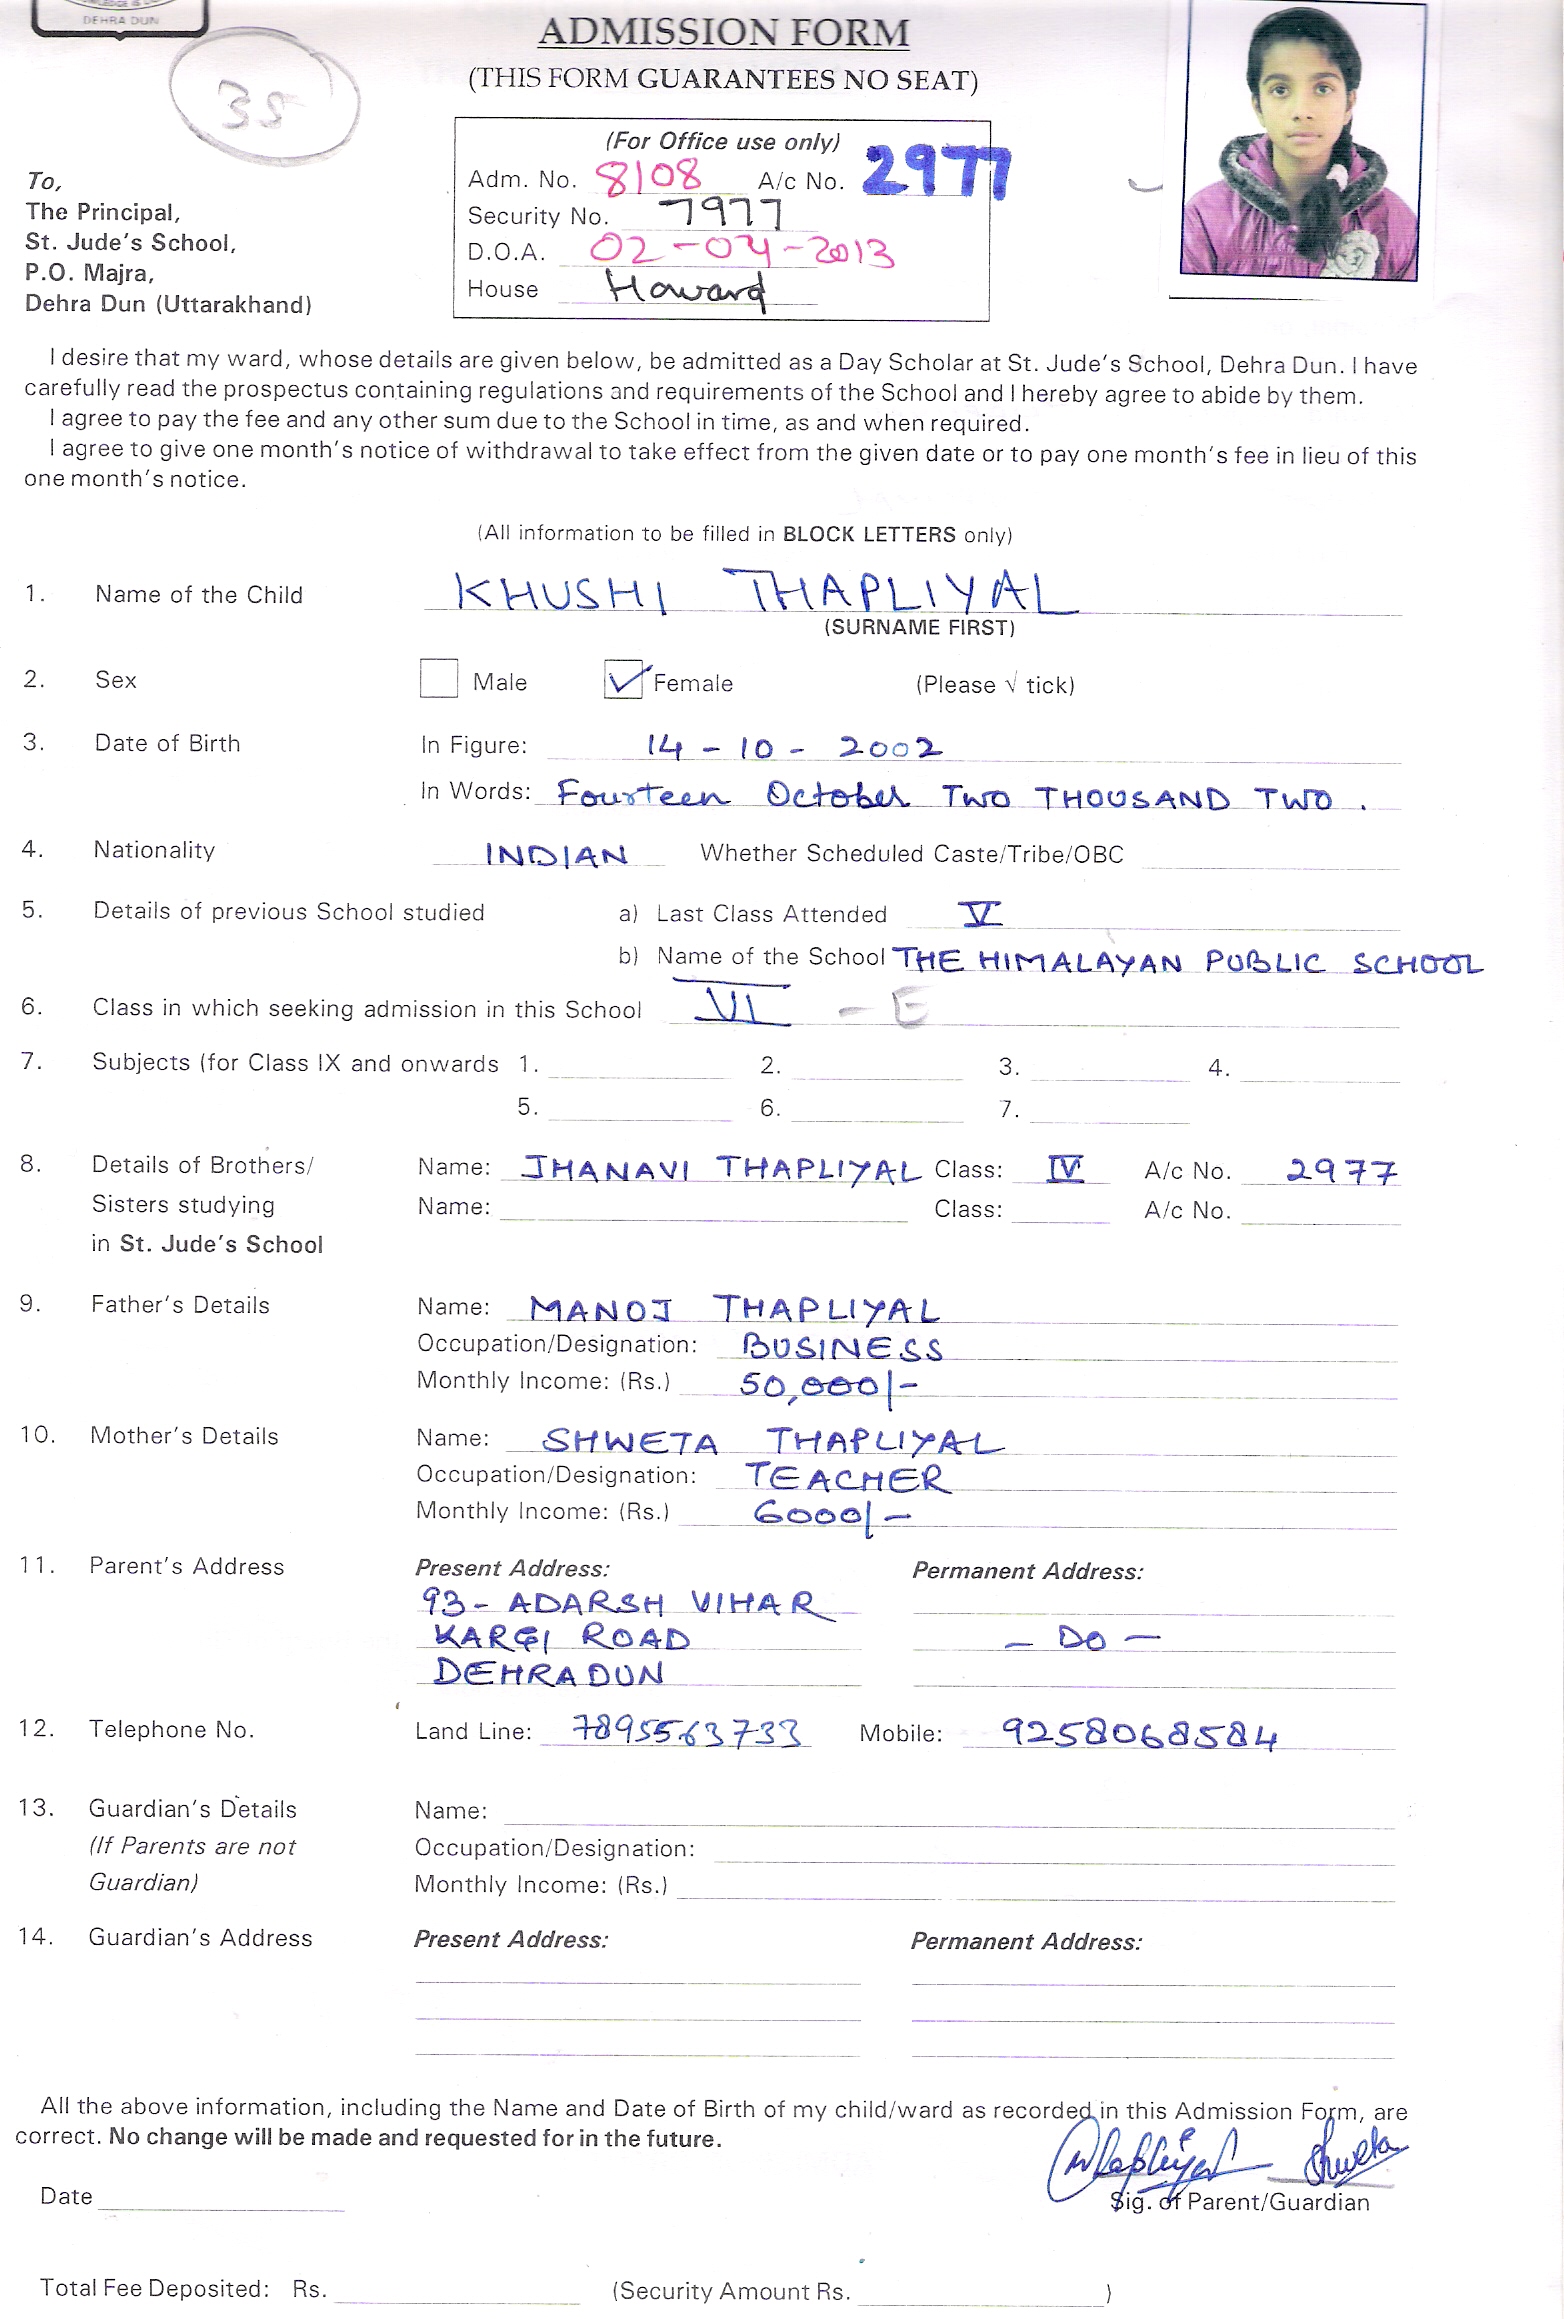 DEHRA DUN
ADMISSION FORM
(THIS FORM GUARANTEES NO SEAT)
35
(For Office use only)
Adm. No. 8108 A/c No. 2977
Security No. 7977
D.O.A. 02-04-2013
House Howard
To,
The Principal,
St. Jude's School,
P.O. Majra,
Dehra Dun (Uttarakhand)
I desire that my ward, whose details are given below, be admitted as a Day Scholar at St. Jude's School, Dehra Dun. I have
carefully read the prospectus containing regulations and requirements of the School and I hereby agree to abide by them.
I agree to pay the fee and any other sum due to the School in time, as and when required.
I agree to give one month's notice of withdrawal to take effect from the given date or to pay one month's fee in lieu of this
one month's notice.
(All information to be filled in BLOCK LETTERS only)
1. Name of the Child KHUSHI THAPLIYAL
(SURNAME FIRST)
2. Sex Male ✓ Female (Please √ tick)
3. Date of Birth In Figure: 14 - 10 - 2002
In Words: Fourteen October TWO THOUSAND TWO.
4. Nationality INDIAN Whether Scheduled Caste/Tribe/OBC
5. Details of previous School studied a) Last Class Attended V
b) Name of the School THE HIMALAYAN PUBLIC SCHOOL
6. Class in which seeking admission in this School VI - E
7. Subjects (for Class IX and onwards 1. 2. 3. 4.
5. 6. 7.
8. Details of Brothers/ Name: JHANAVI THAPLIYAL Class: IV A/c No. 2977
Sisters studying Name: Class: A/c No.
in St. Jude's School
9. Father's Details Name: MANOJ THAPLIYAL
Occupation/Designation: BUSINESS
Monthly Income: (Rs.) 50,000/-
10. Mother's Details Name: SHWETA THAPLIYAL
Occupation/Designation: TEACHER
Monthly Income: (Rs.) 6000/-
11. Parent's Address Present Address: Permanent Address:
93- ADARSH VIHAR
KARGI ROAD - DO -
DEHRADUN
12. Telephone No. Land Line: 7895563733 Mobile: 9258068584
13. Guardian's Details Name:
(If Parents are not Occupation/Designation:
Guardian) Monthly Income: (Rs.)
14. Guardian's Address Present Address: Permanent Address:
All the above information, including the Name and Date of Birth of my child/ward as recorded in this Admission Form, are
correct. No change will be made and requested for in the future.
Thapliyal Shweta
Date Sig. of Parent/Guardian
Total Fee Deposited: Rs. (Security Amount Rs. )